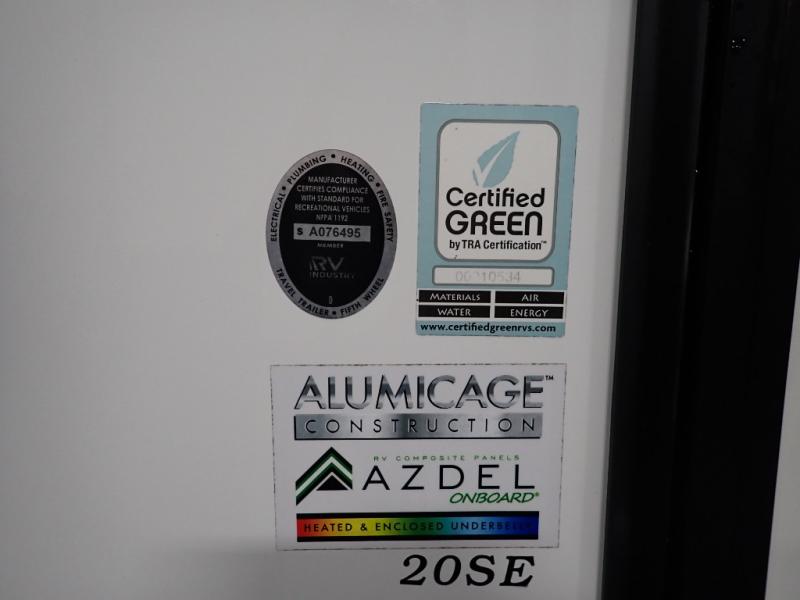 ELECTRICAL • PLUMBING • HEATING • FIRE SAFETY
MANUFACTURER
CERTIFIES COMPLIANCE
WITH STANDARD FOR
RECREATIONAL VEHICLES
NFPA 1192
S A076495
MEMBER
RV
INDUSTRY
D
TRAVEL TRAILER • FIFTH WHEEL
Certified
GREEN
by TRA Certification™
MATERIALS AIR
WATER ENERGY
www.certifiedgreenrvs.com
ALUMICAGE™
CONSTRUCTION
RV COMPOSITE PANELS
AZDEL
ONBOARD®
HEATED & ENCLOSED UNDERBELLY
20SE